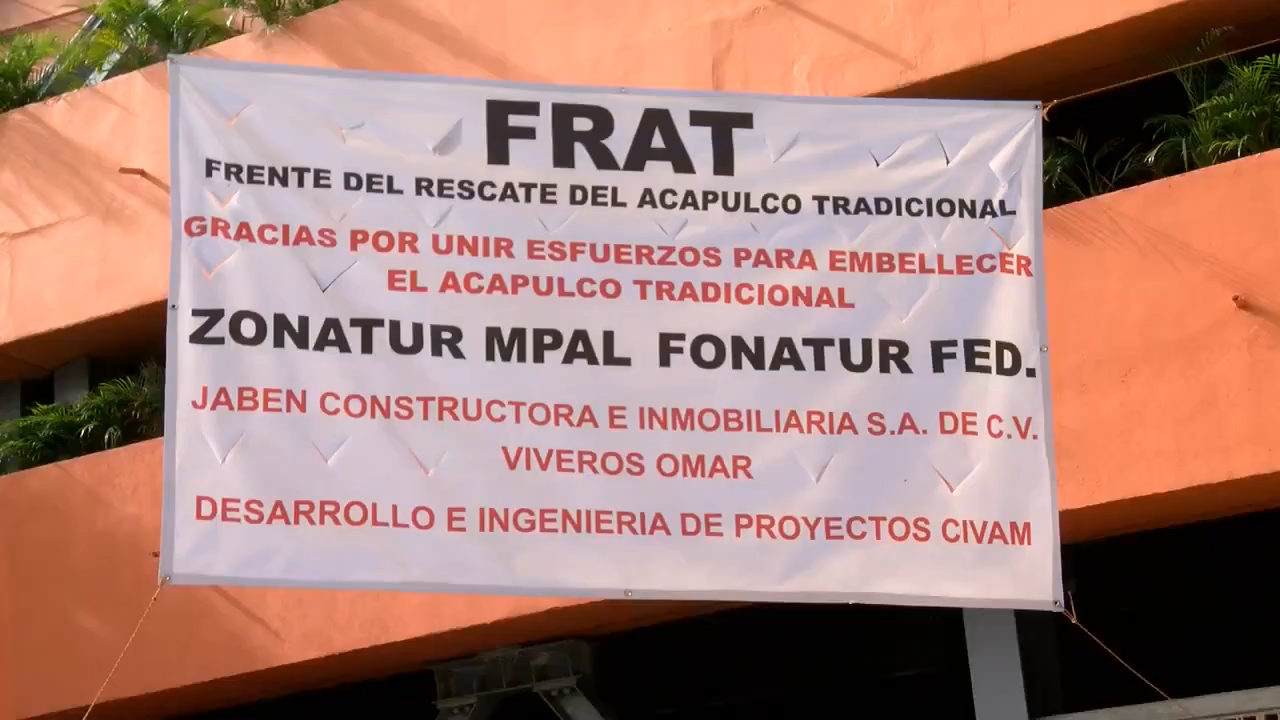 FRAT
FRENTE DEL RESCATE DEL ACAPULCO TRADICIONAL
GRACIAS POR UNIR ESFUERZOS PARA EMBELLECER
EL ACAPULCO TRADICIONAL
ZONATUR MPAL FONATUR FED.
JABEN CONSTRUCTORA E INMOBILIARIA S.A. DE C.V.
VIVEROS OMAR
DESARROLLO E INGENIERIA DE PROYECTOS CIVAM